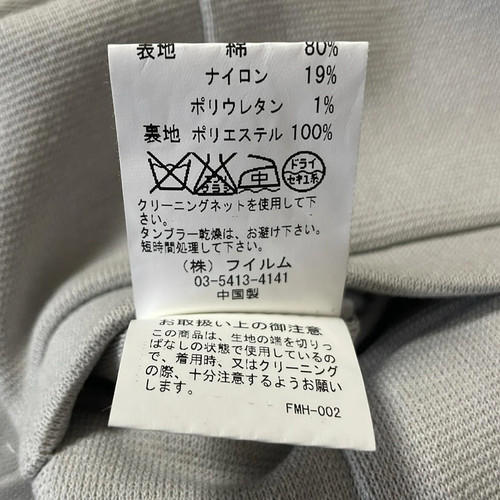 表地 綿 80%
ナイロン 19%
ポリウレタン 1%
裏地 ポリエステル 100%
エンソ サラシ 中 ドライ セキユ系
クリーニングネットを使用して下
さい。
タンブラー乾燥は、お避け下さい。
短時間処理して下さい。
(株) フイルム
03-5413-4141
中国製
お取扱い上の御注意
この商品は、生地の端を切りっ
ぱなしの状態で使用しているの
で、着用時、又はクリーニング
の際、十分注意するようお願い
します。
FMH-002